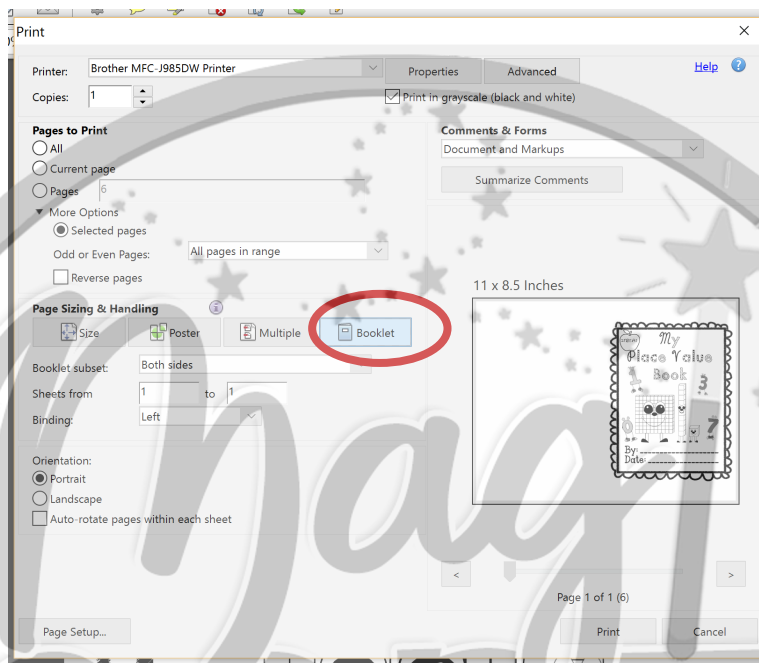 Print
Printer: Brother MFC-J985DW Printer Properties Advanced Help
Copies: 1 Print in grayscale (black and white)
Pages to Print
All
Current page
Pages 6
More Options
Selected pages
Odd or Even Pages: All pages in range
Reverse pages
Page Sizing & Handling
Size Poster Multiple Booklet
Booklet subset: Both sides
Sheets from 1 to 1
Binding: Left
Orientation:
Portrait
Landscape
Auto-rotate pages within each sheet
Comments & Forms
Document and Markups
Summarize Comments
11 x 8.5 Inches
My
Place Value
Book
1 3
0 7
By:
Date:
< >
Page 1 of 1 (6)
Page Setup... Print Cancel